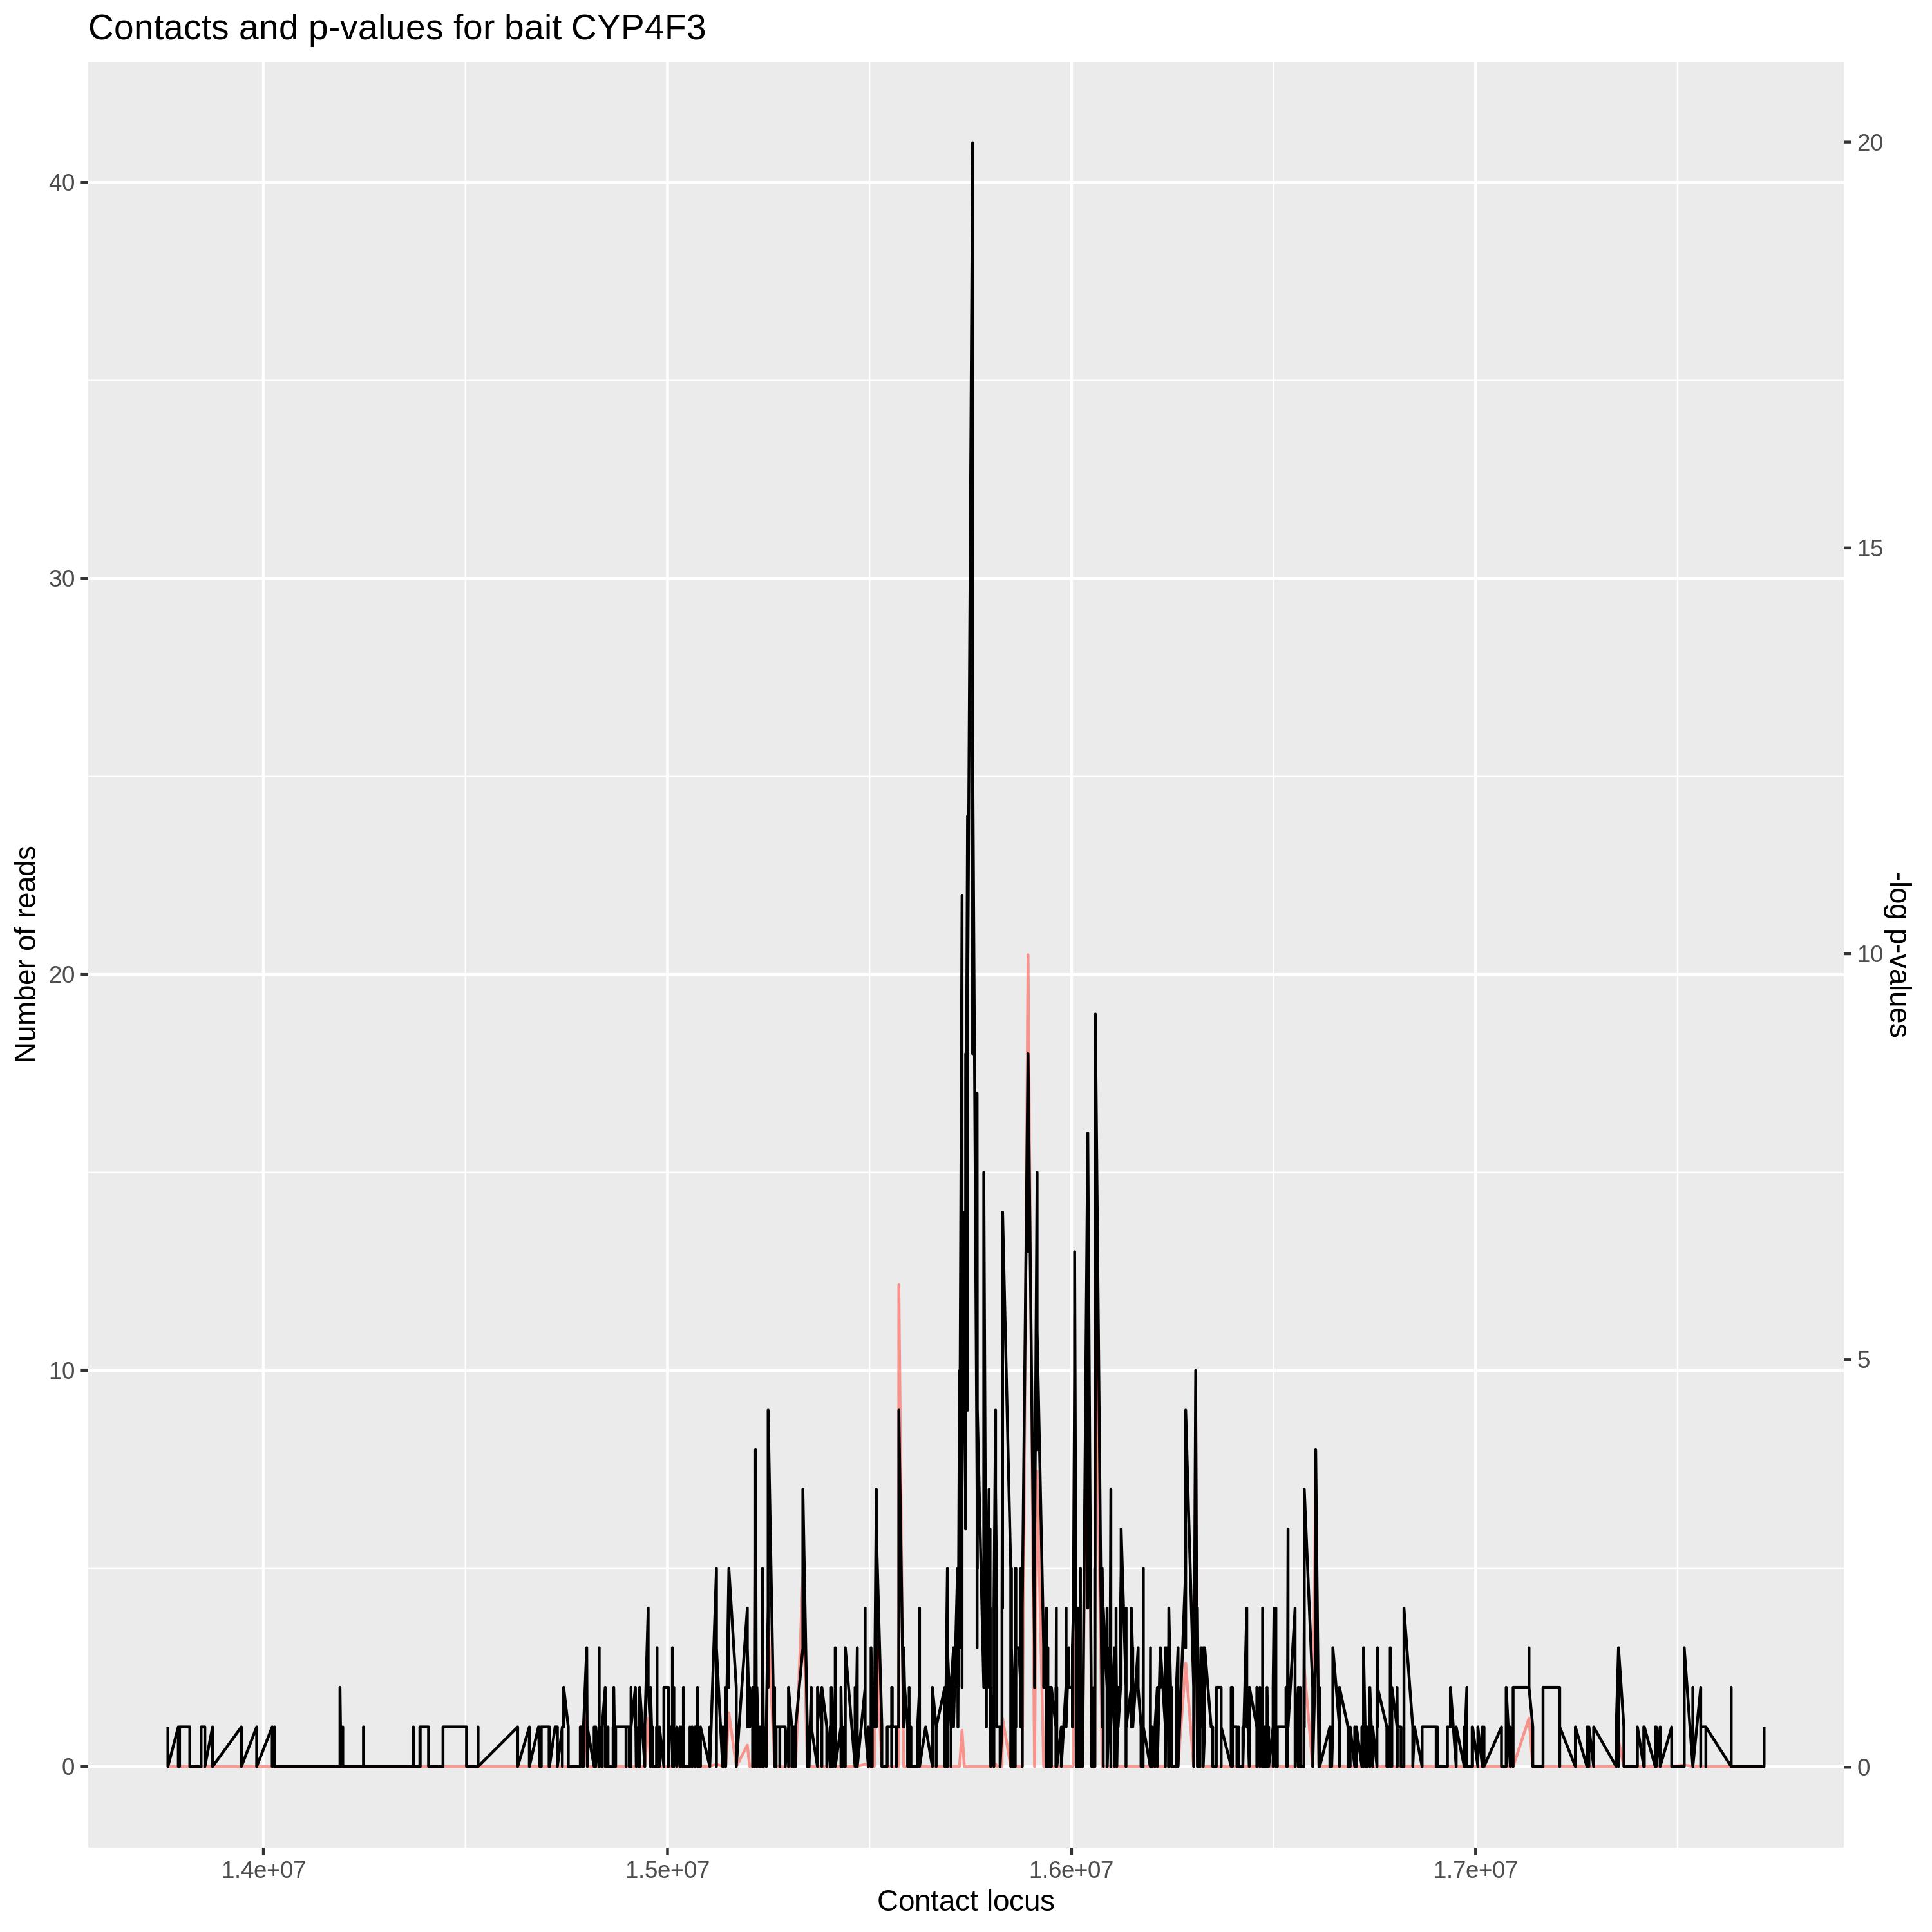 Contacts and p-values for bait CYP4F3
40
30
20
10
0
Number of reads
20
15
10
5
0
-log p-values
1.4e+07
1.5e+07
1.6e+07
1.7e+07
Contact locus